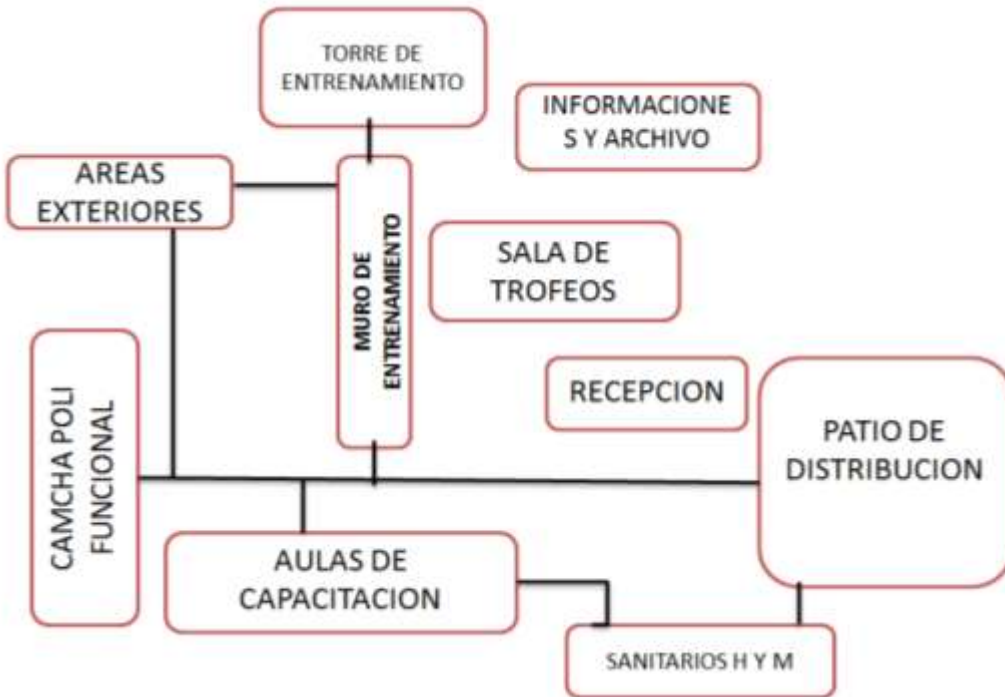 TORRE DE
ENTRENAMIENTO
INFORMACIONE
S Y ARCHIVO
AREAS
EXTERIORES
MURO DE
ENTRENAMIENTO
SALA DE
TROFEOS
CAMCHA POLI
FUNCIONAL
RECEPCION
PATIO DE
DISTRIBUCION
AULAS DE
CAPACITACION
SANITARIOS H Y M